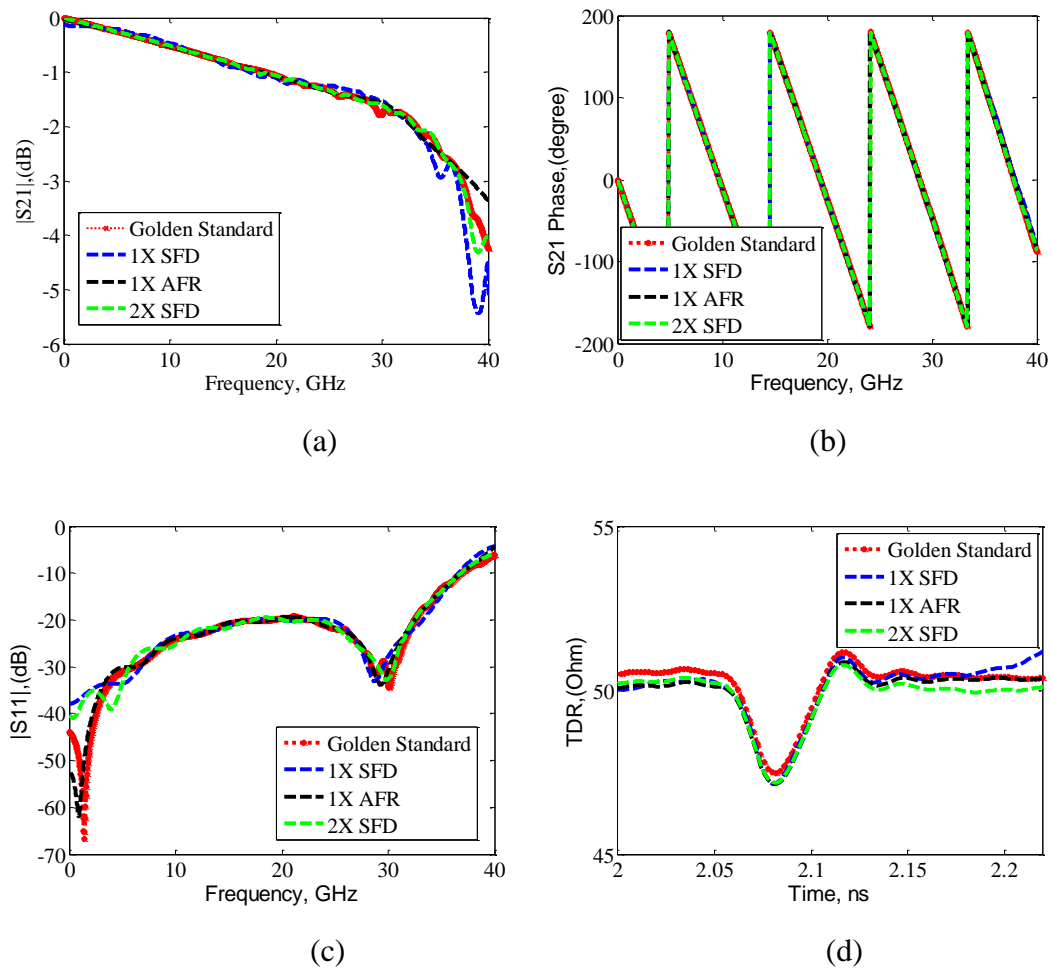 0
-1
-2
-3
-4
-5
-6
|S21|,(dB)
Golden Standard
1X SFD
1X AFR
2X SFD
0 10 20 30 40
Frequency, GHz
(a)
200
100
0
-100
-200
S21 Phase,(degree)
Golden Standard
1X SFD
1X AFR
2X SFD
0 10 20 30 40
Frequency, GHz
(b)
0
-10
-20
-30
-40
-50
-60
-70
|S11|,(dB)
Golden Standard
1X SFD
1X AFR
2X SFD
0 10 20 30 40
Frequency, GHz
(c)
55
50
45
TDR,(Ohm)
Golden Standard
1X SFD
1X AFR
2X SFD
2 2.05 2.1 2.15 2.2
Time, ns
(d)